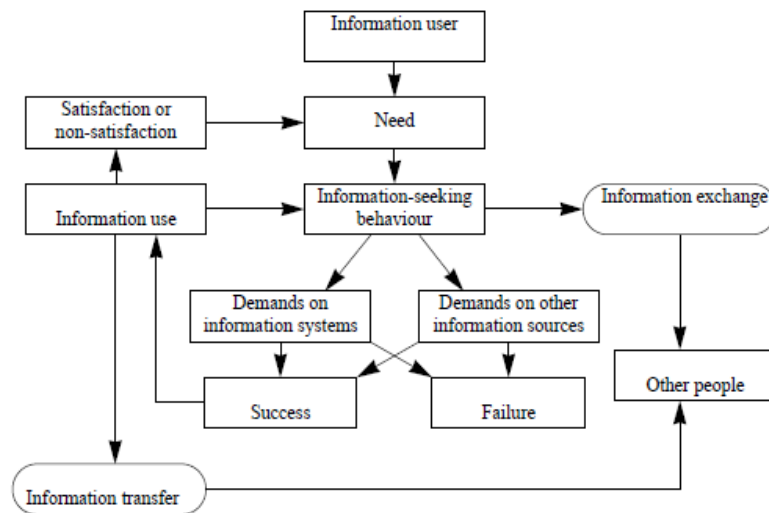 Information user
Satisfaction or
non-satisfaction
Need
Information use
Information-seeking
behaviour
Information exchange
Demands on
information systems
Demands on other
information sources
Success
Failure
Other people
Information transfer